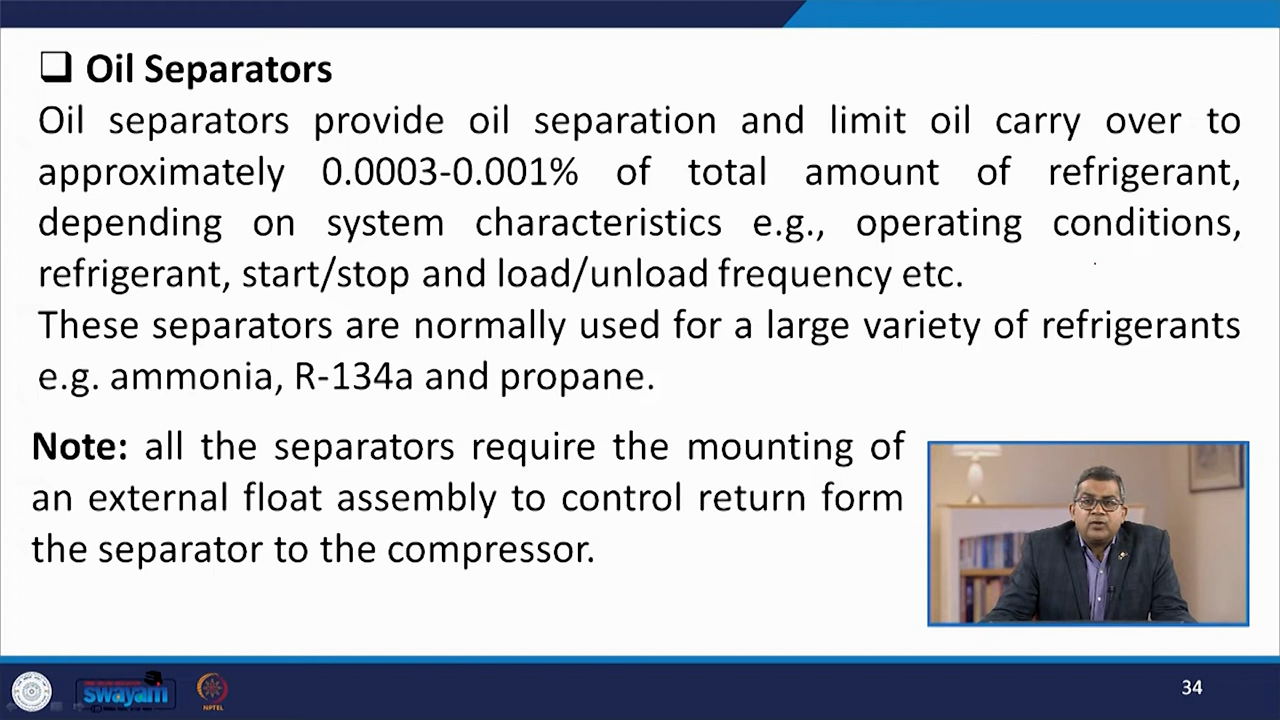 Oil Separators
Oil separators provide oil separation and limit oil carry over to
approximately 0.0003-0.001% of total amount of refrigerant,
depending on system characteristics e.g., operating conditions,
refrigerant, start/stop and load/unload frequency etc.
These separators are normally used for a large variety of refrigerants
e.g. ammonia, R-134a and propane.
Note: all the separators require the mounting of
an external float assembly to control return form
the separator to the compressor.
swayam
NPTEL
34